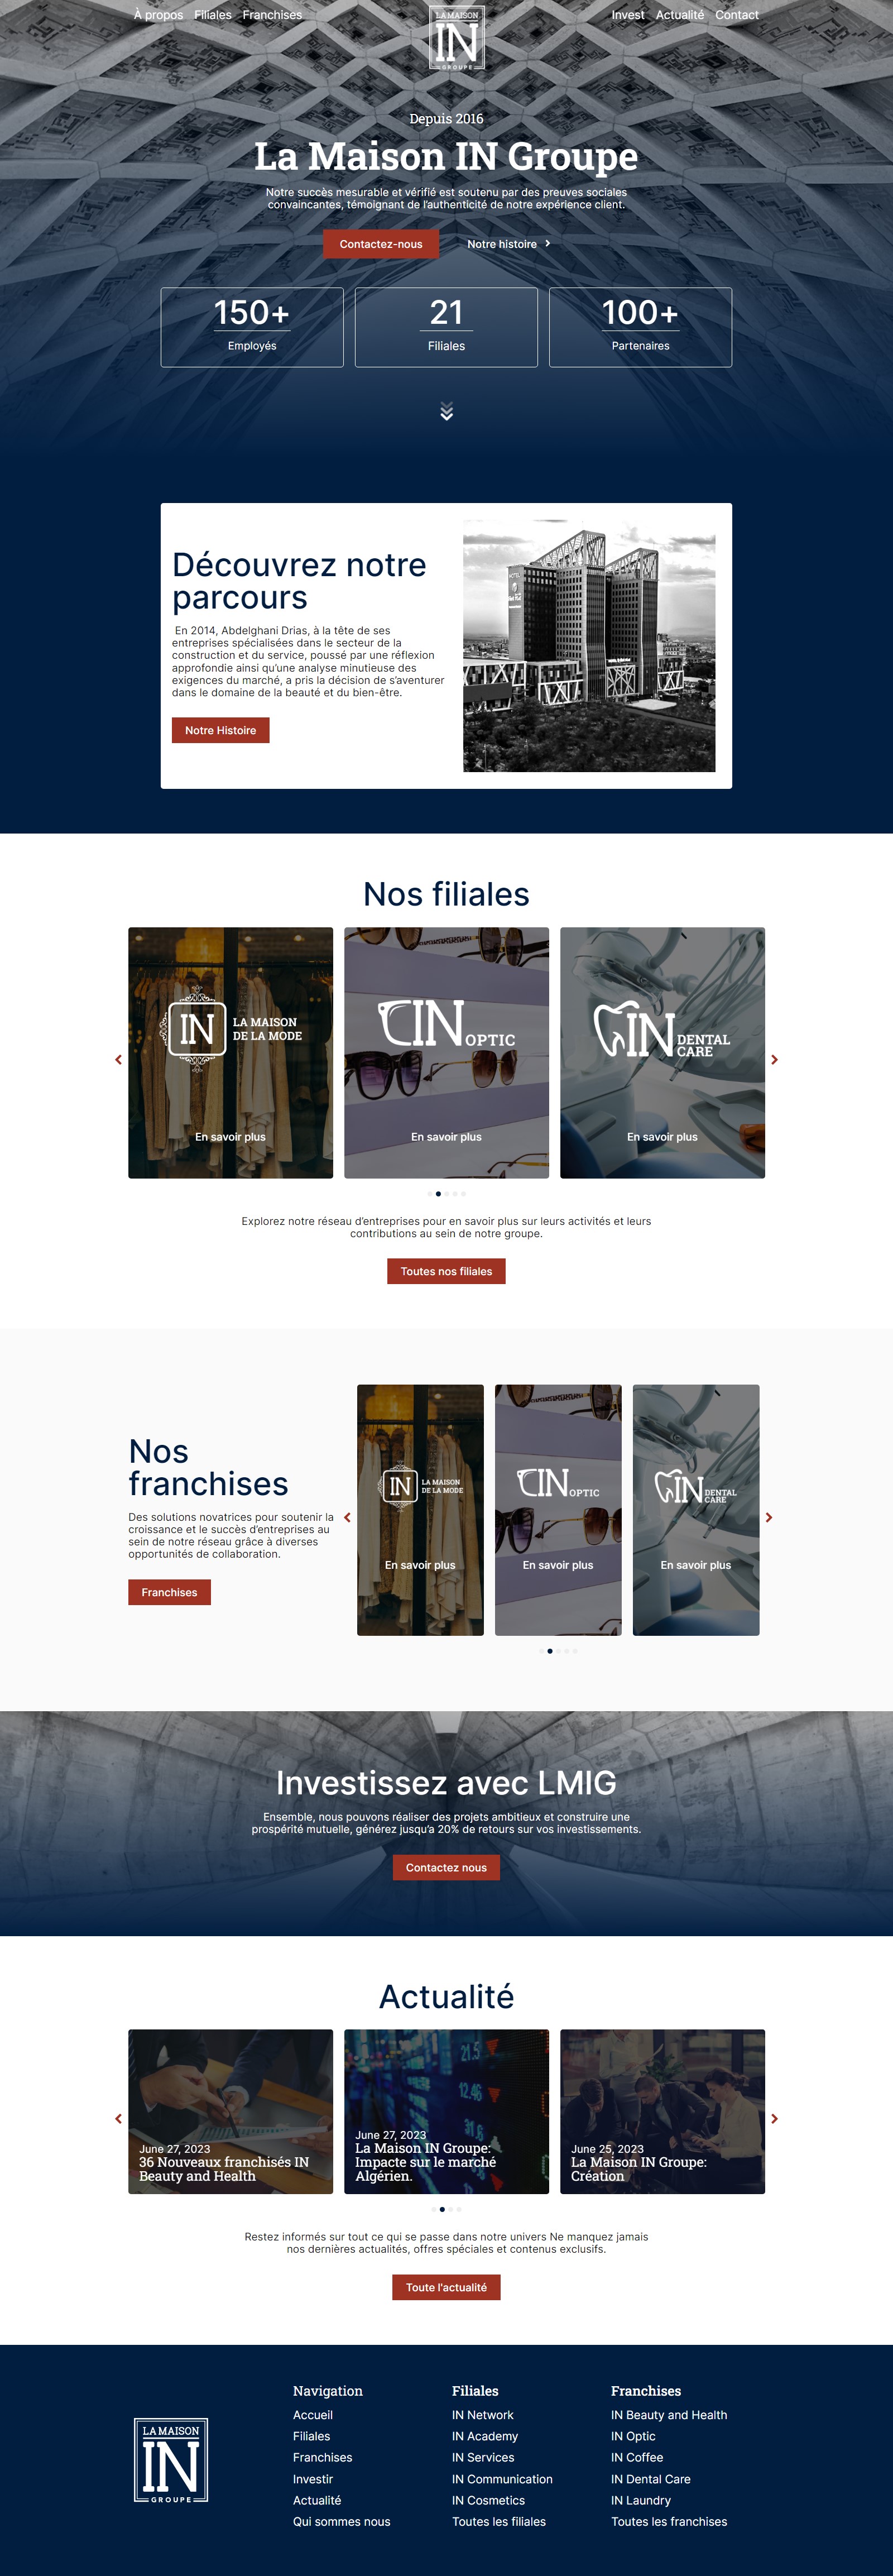 À propos Filiales Franchises
LA MAISON
IN
GROUPE
Invest Actualité Contact
Depuis 2016
La Maison IN Groupe
Notre succès mesurable et vérifié est soutenu par des preuves sociales
convaincantes, témoignant de l'authenticité de notre expérience client.
Contactez-nous
Notre histoire
150+
Employés
21
Filiales
100+
Partenaires
Découvrez notre
parcours
En 2014, Abdelghani Drias, à la tête de ses
entreprises spécialisées dans le secteur de la
construction et du service, poussé par une réflexion
approfondie ainsi qu'une analyse minutieuse des
exigences du marché, a pris la décision de s'aventurer
dans le domaine de la beauté et du bien-être.
Notre Histoire
Nos filiales
IN LA MAISON
DE LA MODE
En savoir plus
IN OPTIC
En savoir plus
IN DENTAL
CARE
En savoir plus
Explorez notre réseau d'entreprises pour en savoir plus sur leurs activités et leurs
contributions au sein de notre groupe.
Toutes nos filiales
Nos
franchises
Des solutions novatrices pour soutenir la
croissance et le succès d'entreprises au
sein de notre réseau grâce à diverses
opportunités de collaboration.
Franchises
IN LA MAISON
DE LA MODE
En savoir plus
IN OPTIC
En savoir plus
IN DENTAL
CARE
En savoir plus
Investissez avec LMIG
Ensemble, nous pouvons réaliser des projets ambitieux et construire une
prospérité mutuelle, générez jusqu'a 20% de retours sur vos investissements.
Contactez nous
Actualité
June 27, 2023
36 Nouveaux franchisés IN
Beauty and Health
21.5
12.46
31.6
June 27, 2023
La Maison IN Groupe:
Impacte sur le marché
Algérien.
June 25, 2023
La Maison IN Groupe:
Création
Restez informés sur tout ce qui se passe dans notre univers Ne manquez jamais
nos dernières actualités, offres spéciales et contenus exclusifs.
Toute l'actualité
LA MAISON
IN
GROUPE
Navigation
Accueil
Filiales
Franchises
Investir
Actualité
Qui sommes nous
Filiales
IN Network
IN Academy
IN Services
IN Communication
IN Cosmetics
Toutes les filiales
Franchises
IN Beauty and Health
IN Optic
IN Coffee
IN Dental Care
IN Laundry
Toutes les franchises